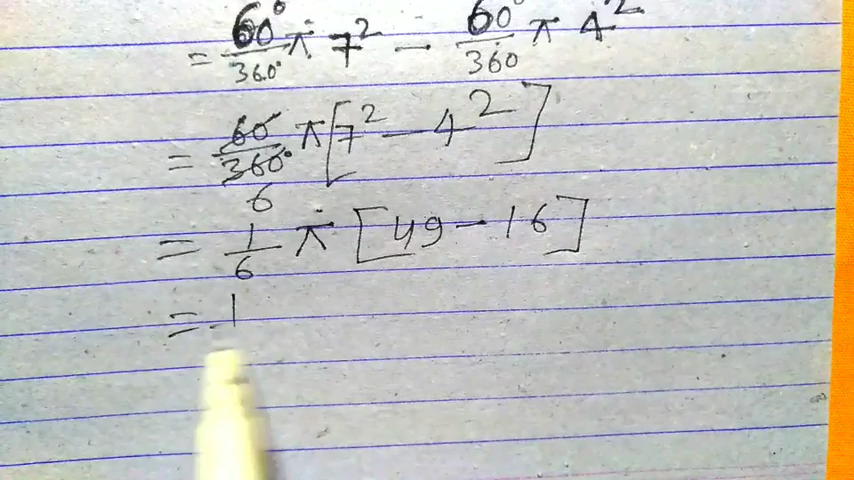 = 60°/360° π 7² − 60°/360 π 4²
= 60/360° π [7² − 4²]
6
= 1/6 π [49 − 16]
= 1